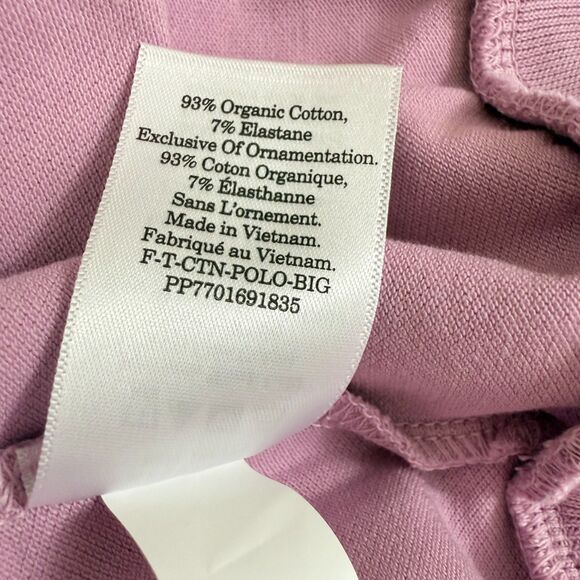 93% Organic Cotton,
7% Elastane
Exclusive Of Ornamentation.
93% Coton Organique,
7% Élasthanne
Sans L'ornement.
Made in Vietnam.
Fabriqué au Vietnam.
F-T-CTN-POLO-BIG
PP7701691835